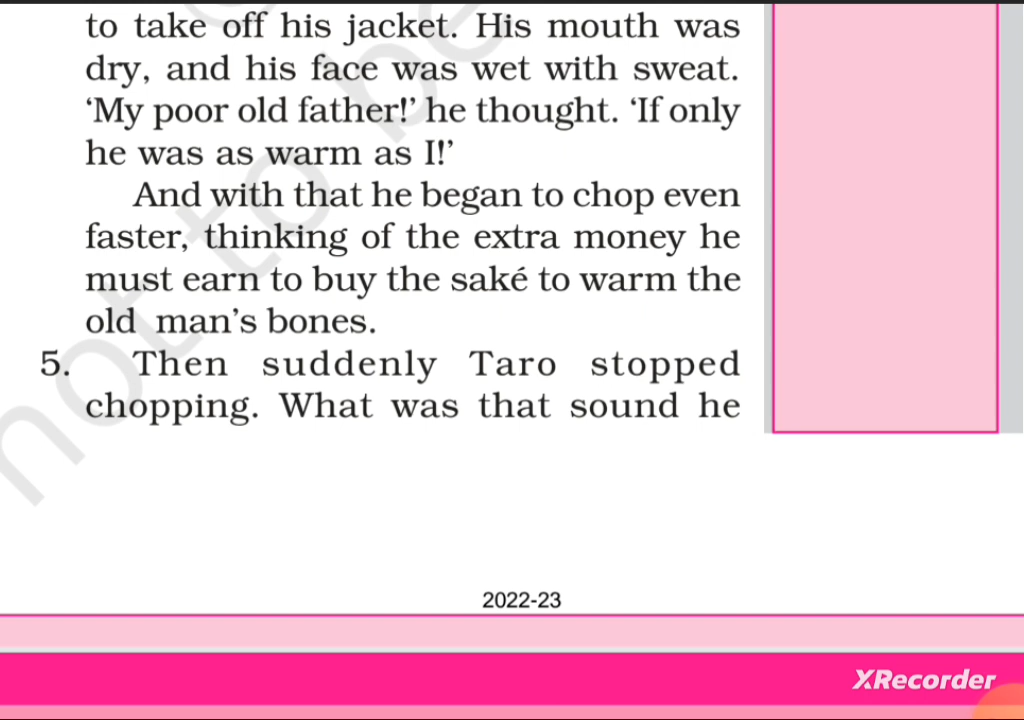 to take off his jacket. His mouth was
dry, and his face was wet with sweat.
‘My poor old father!’ he thought. ‘If only
he was as warm as I!’
And with that he began to chop even
faster, thinking of the extra money he
must earn to buy the saké to warm the
old man’s bones.
5. Then suddenly Taro stopped
chopping. What was that sound he
not to be
2022-23
XRecorder